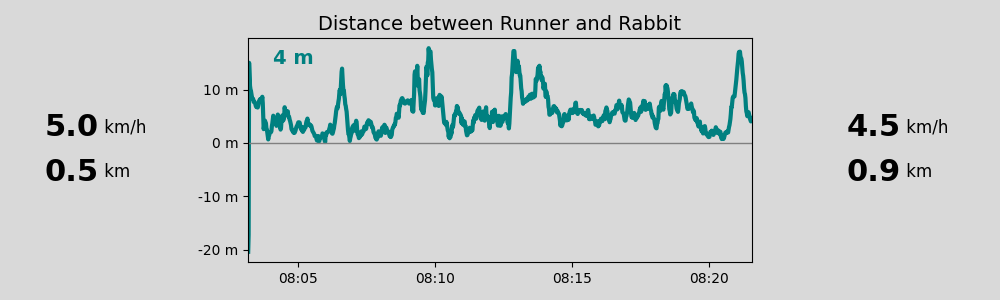 Distance between Runner and Rabbit
4 m
10 m
0 m
-10 m
-20 m
08:05 08:10 08:15 08:20
5.0 km/h
0.5 km
4.5 km/h
0.9 km